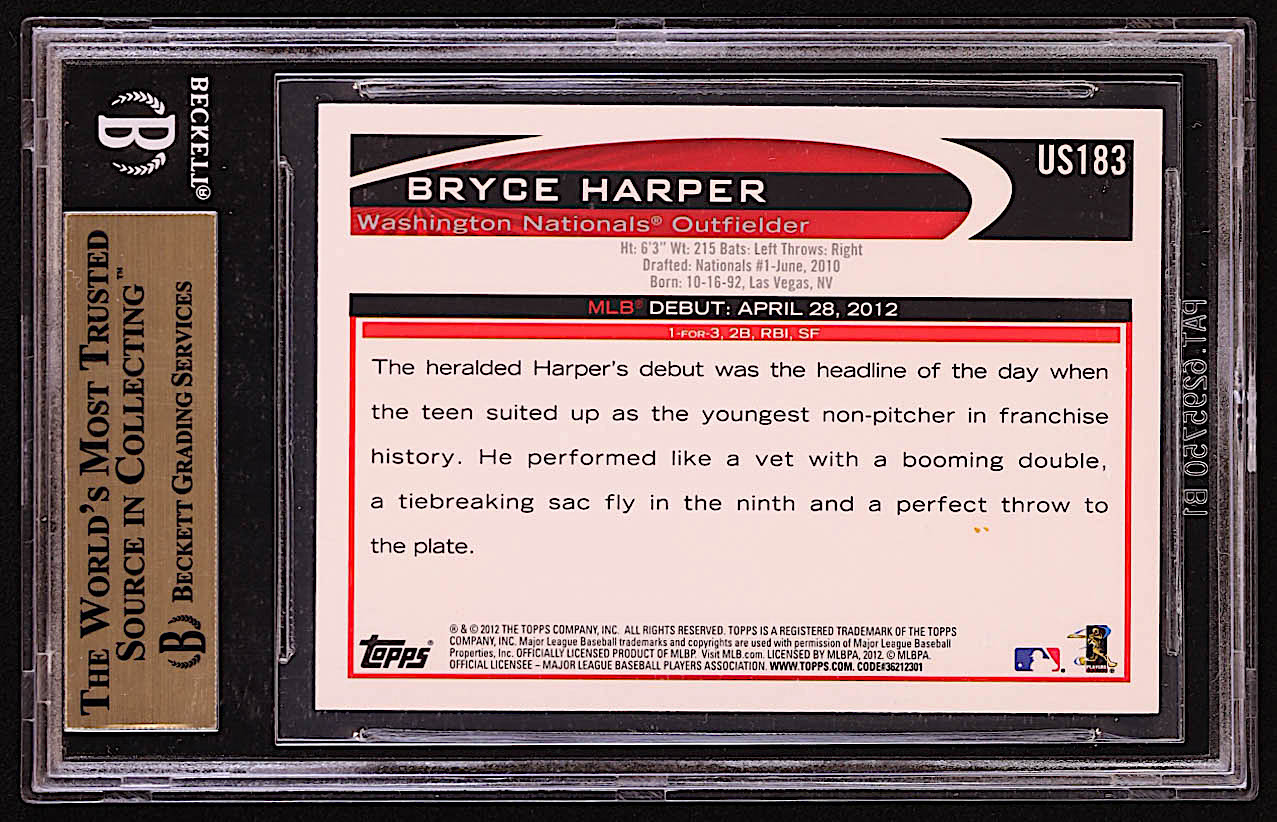 BECKETT®
THE WORLD'S MOST TRUSTED
SOURCE IN COLLECTING™
B BECKETT GRADING SERVICES
US183
BRYCE HARPER
Washington Nationals® Outfielder
Ht: 6'3" Wt: 215 Bats: Left Throws: Right
Drafted: Nationals #1-June, 2010
Born: 10-16-92, Las Vegas, NV
MLB® DEBUT: APRIL 28, 2012
1-FOR-3, 2B, RBI, SF
The heralded Harper's debut was the headline of the day when
the teen suited up as the youngest non-pitcher in franchise
history. He performed like a vet with a booming double,
a tiebreaking sac fly in the ninth and a perfect throw to
the plate.
Topps®
® & © 2012 THE TOPPS COMPANY, INC. ALL RIGHTS RESERVED. TOPPS IS A REGISTERED TRADEMARK OF THE TOPPS
COMPANY, INC. Major League Baseball trademarks and copyrights are used with permission of Major League Baseball
Properties, Inc. OFFICIALLY LICENSED PRODUCT OF MLBP. Visit MLB.com. LICENSED BY MLBPA, 2012. © MLBPA.
OFFICIAL LICENSEE – MAJOR LEAGUE BASEBALL PLAYERS ASSOCIATION. WWW.TOPPS.COM. CODE#36212301
PLAYERS
PAT. 6295750 B1